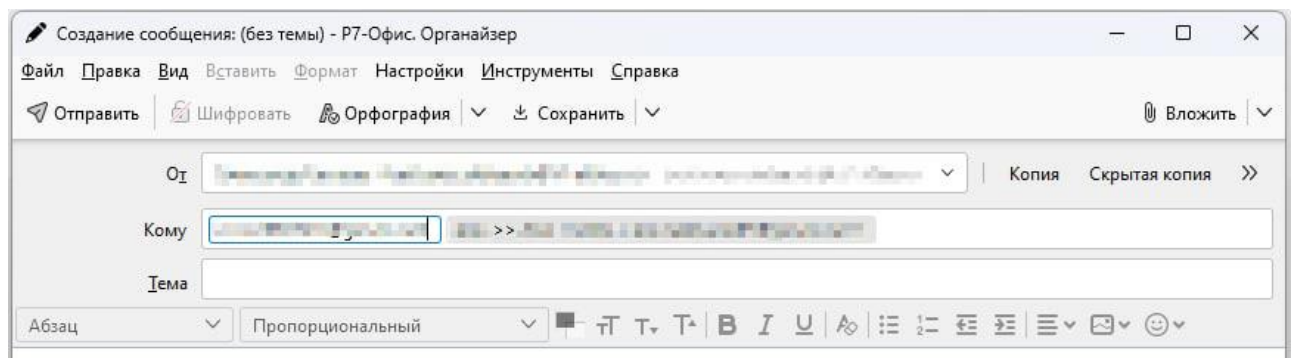 Создание сообщения: (без темы) - Р7-Офис. Органайзер
Файл Правка Вид Вставить Формат Настройки Инструменты Справка
Отправить Шифровать Орфография Сохранить Вложить
От Копия Скрытая копия »
Кому >>
Тема
Абзац Пропорциональный B I U